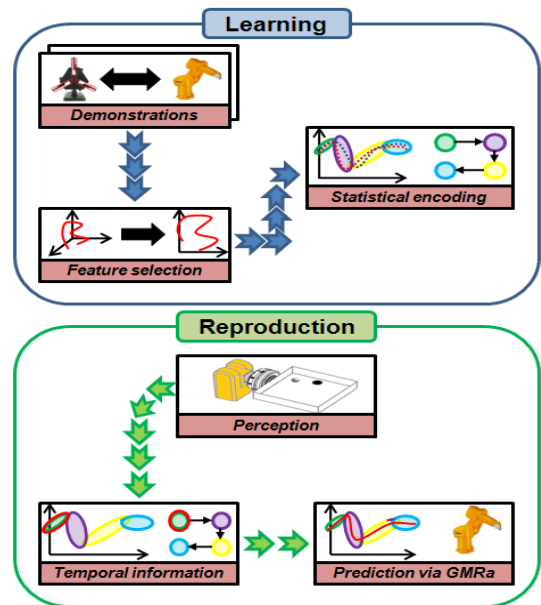 Learning
Demonstrations
Statistical encoding
Feature selection
Reproduction
Perception
Temporal information
Prediction via GMRa